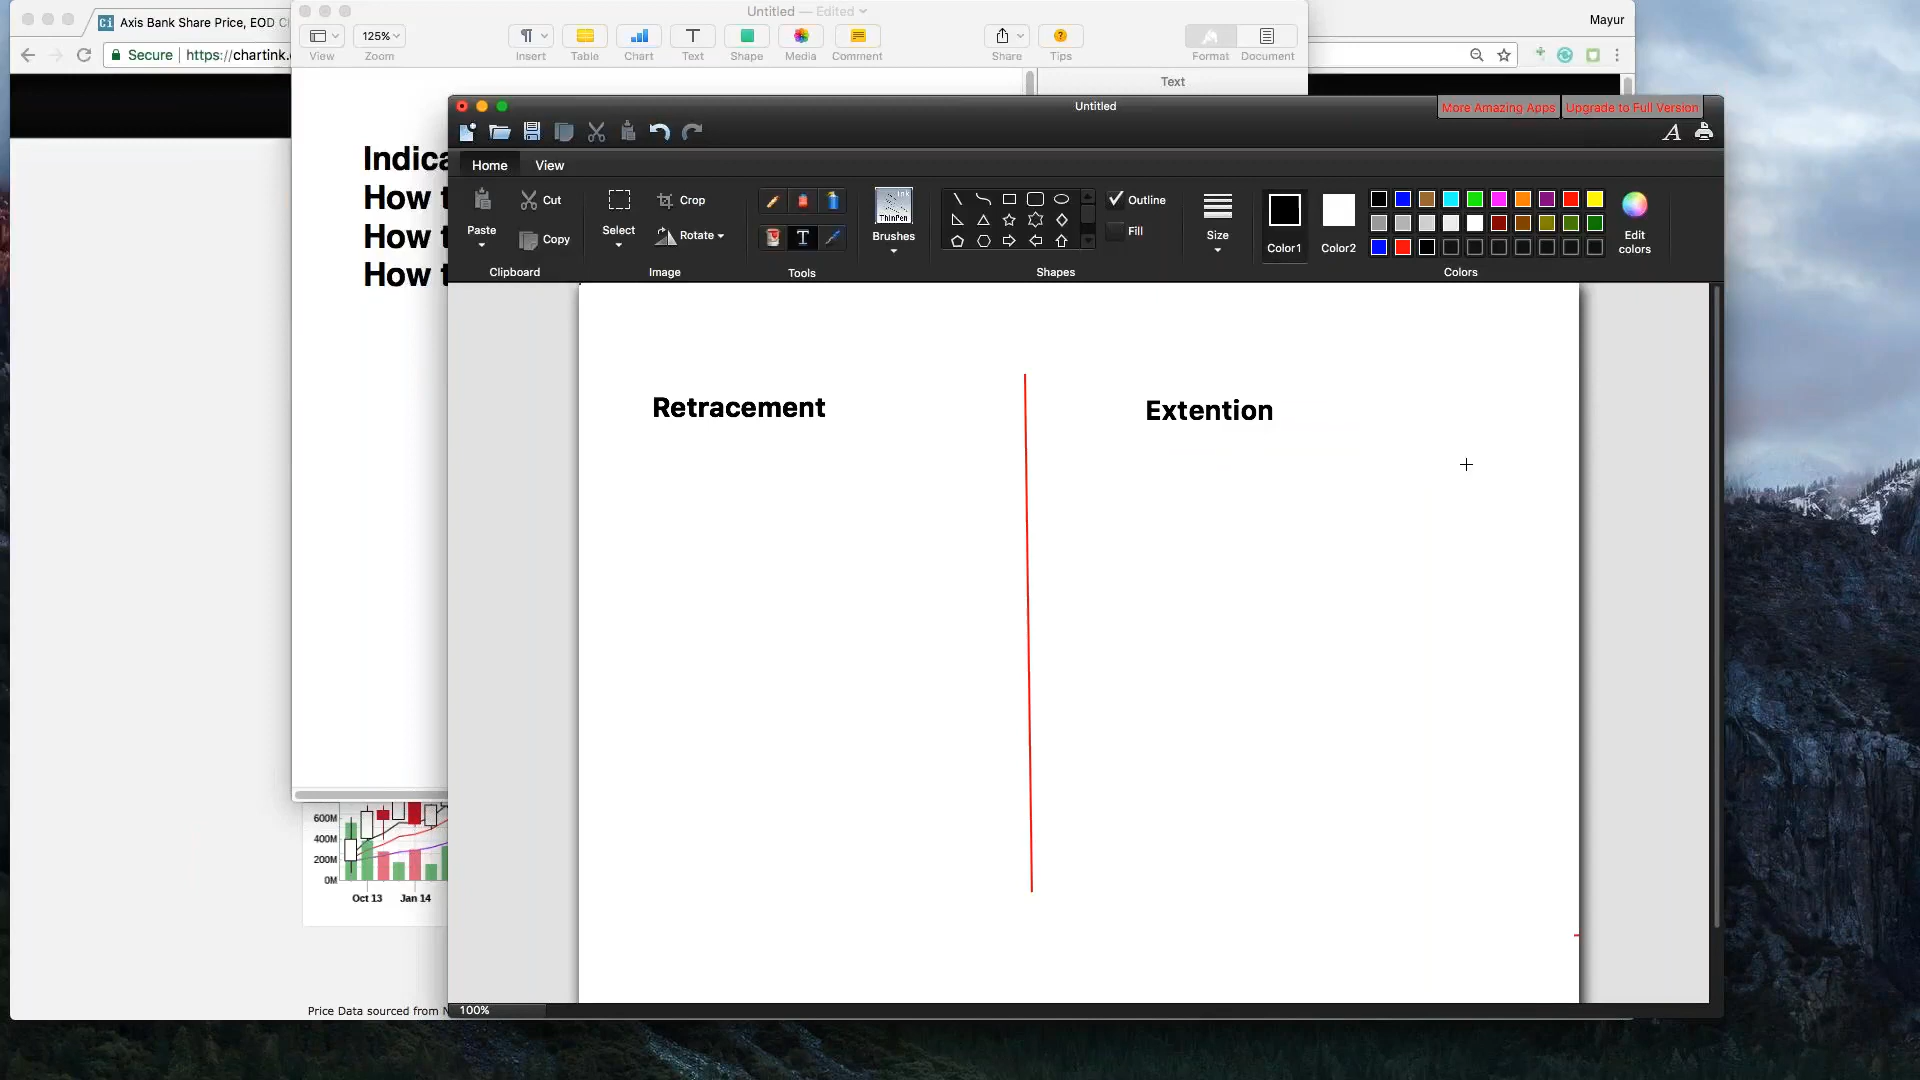 Ci Axis Bank Share Price, EOD C
Untitled — Edited
Mayur
Secure
https://chartink.
125%
View
Zoom
Insert
Table
Chart
Text
Shape
Media
Comment
Share
Tips
Format
Document
Text
Indica
How t
How t
How t
Untitled
More Amazing Apps
Upgrade to Full Version
Home
View
Paste
Cut
Copy
Clipboard
Select
Crop
Rotate
Image
Tools
ink
ThinPen
Brushes
Shapes
Outline
Fill
Size
Color1
Color2
Edit colors
Colors
Retracement
Extention
600M
400M
200M
0M
Oct 13
Jan 14
Price Data sourced from N
100%